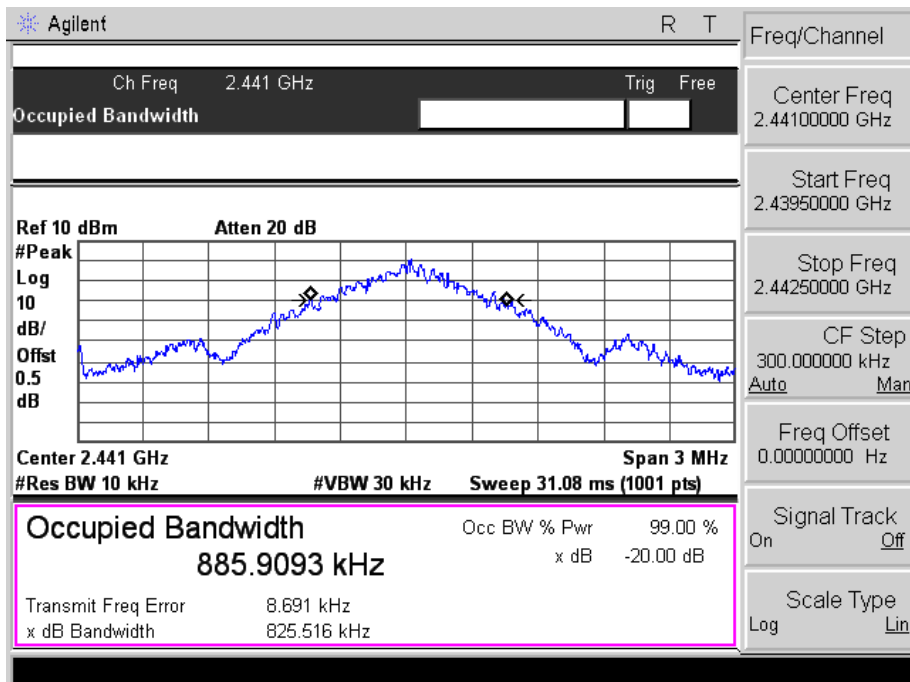 Agilent R T
Ch Freq 2.441 GHz Trig Free
Occupied Bandwidth
Ref 10 dBm Atten 20 dB
#Peak
Log
10
dB/
Offst
0.5
dB
Center 2.441 GHz Span 3 MHz
#Res BW 10 kHz #VBW 30 kHz Sweep 31.08 ms (1001 pts)
Occupied Bandwidth
885.9093 kHz
Occ BW % Pwr 99.00 %
x dB -20.00 dB
Transmit Freq Error 8.691 kHz
x dB Bandwidth 825.516 kHz
Freq/Channel
Center Freq
2.44100000 GHz
Start Freq
2.43950000 GHz
Stop Freq
2.44250000 GHz
CF Step
300.000000 kHz
Auto Man
Freq Offset
0.00000000 Hz
Signal Track
On Off
Scale Type
Log Lin